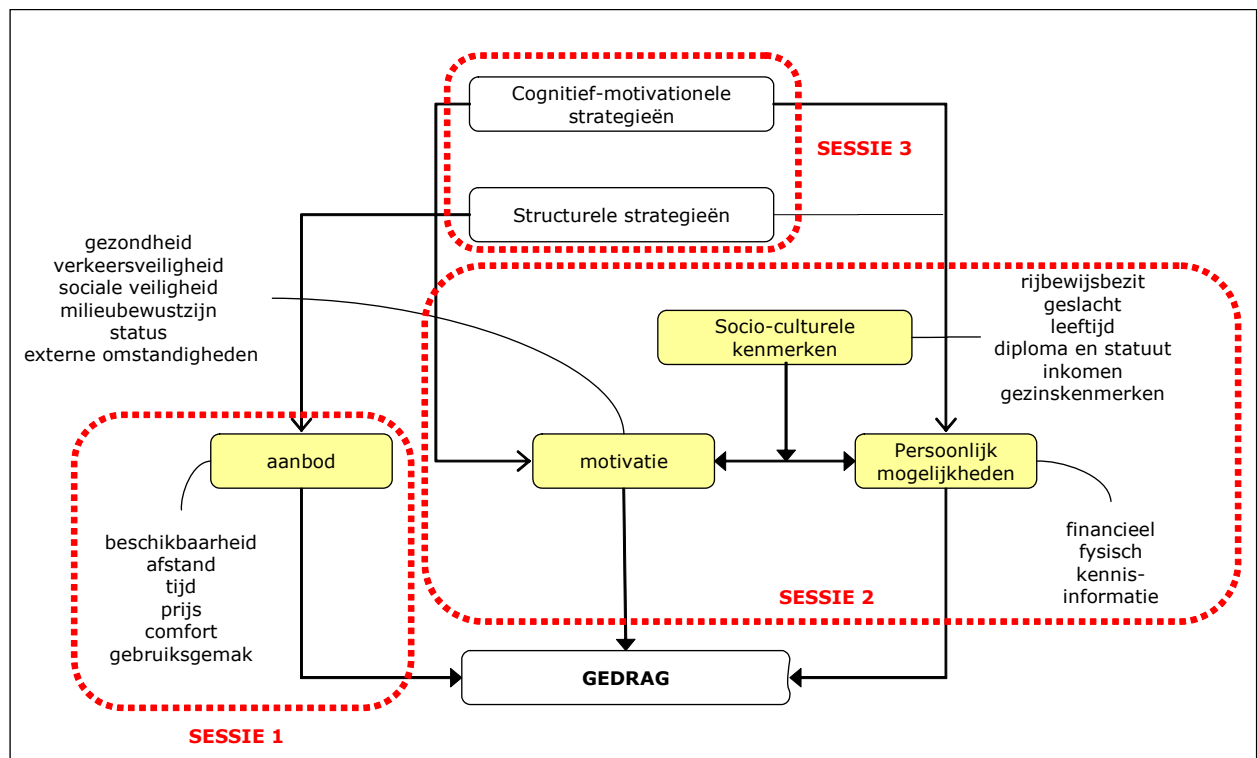 Cognitief-motivationele
strategieën
SESSIE 3
Structurele strategieën
gezondheid
verkeersveiligheid
sociale veiligheid
milieubewustzijn
status
externe omstandigheden
Socio-culturele
kenmerken
rijbewijsbezit
geslacht
leeftijd
diploma en statuut
inkomen
gezinskenmerken
aanbod
motivatie
Persoonlijk
mogelijkheden
beschikbaarheid
afstand
tijd
prijs
comfort
gebruiksgemak
financieel
fysisch
kennis-
informatie
SESSIE 2
GEDRAG
SESSIE 1